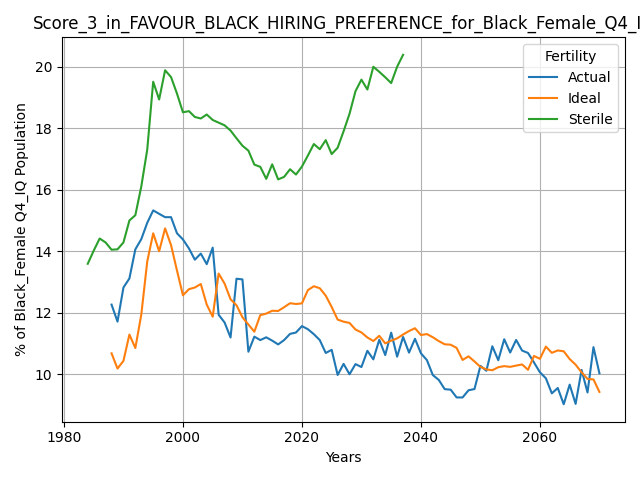 Score_3_in_FAVOUR_BLACK_HIRING_PREFERENCE_for_Black_Female_Q4_I
% of Black_Female Q4_IQ Population
20
18
16
14
12
10
Fertility
Actual
Ideal
Sterile
1980
2000
2020
2040
2060
Years